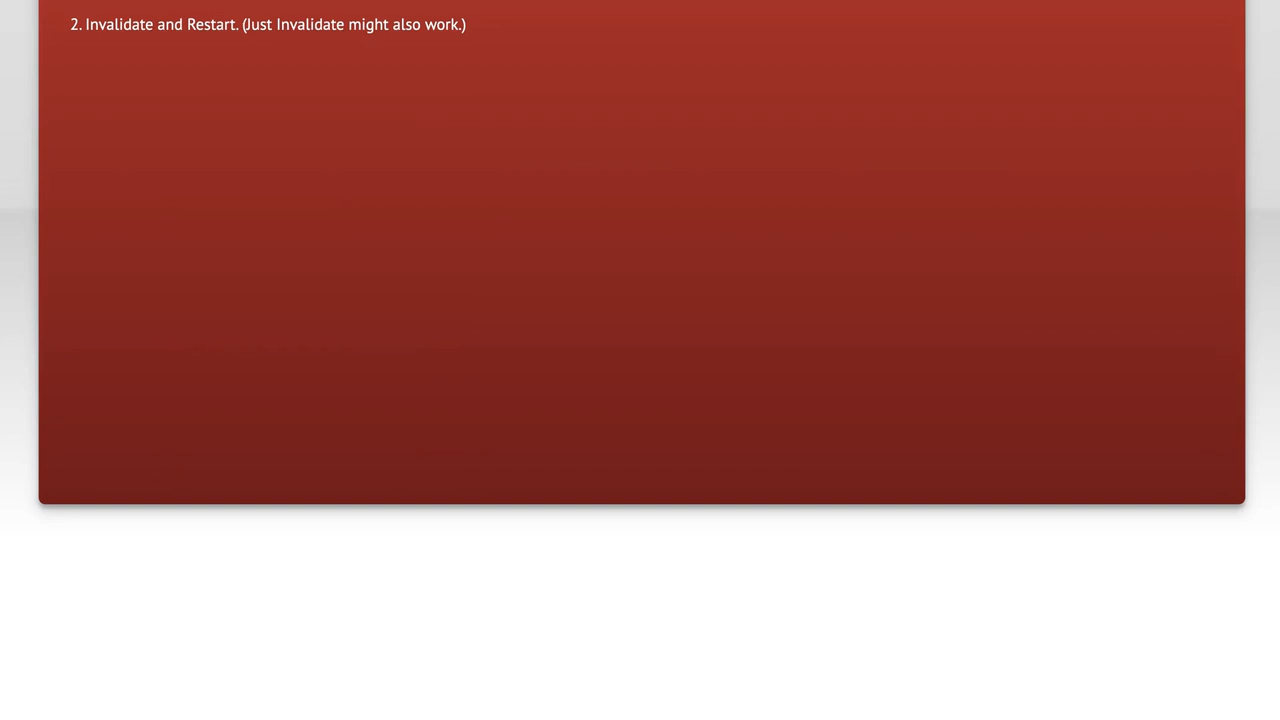 2. Invalidate and Restart. (Just Invalidate might also work.)